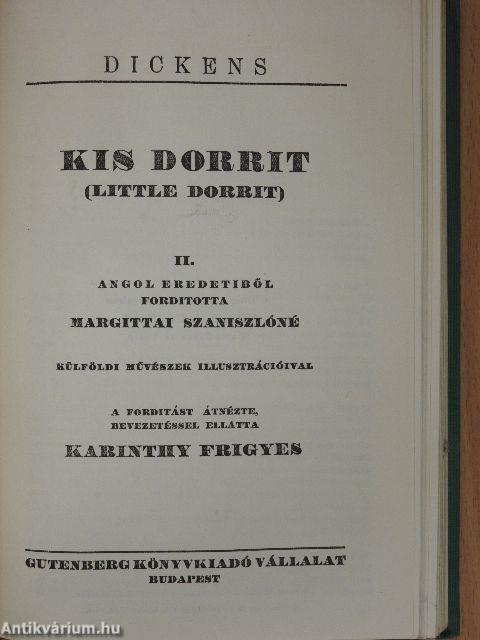 DICKENS
KIS DORRIT
(LITTLE DORRIT)
II.
ANGOL EREDETIBŐL
FORDITOTTA
MARGITTAI SZANISZLÓNÉ
KÜLFÖLDI MŰVÉSZEK ILLUSZTRÁCIÓIVAL
A FORDITÁST ÁTNÉZTE,
BEVEZETÉSSEL ELLÁTTA
KARINTHY FRIGYES
GUTENBERG KÖNYVKIADÓ VÁLLALAT
BUDAPEST
Antikvárium.hu